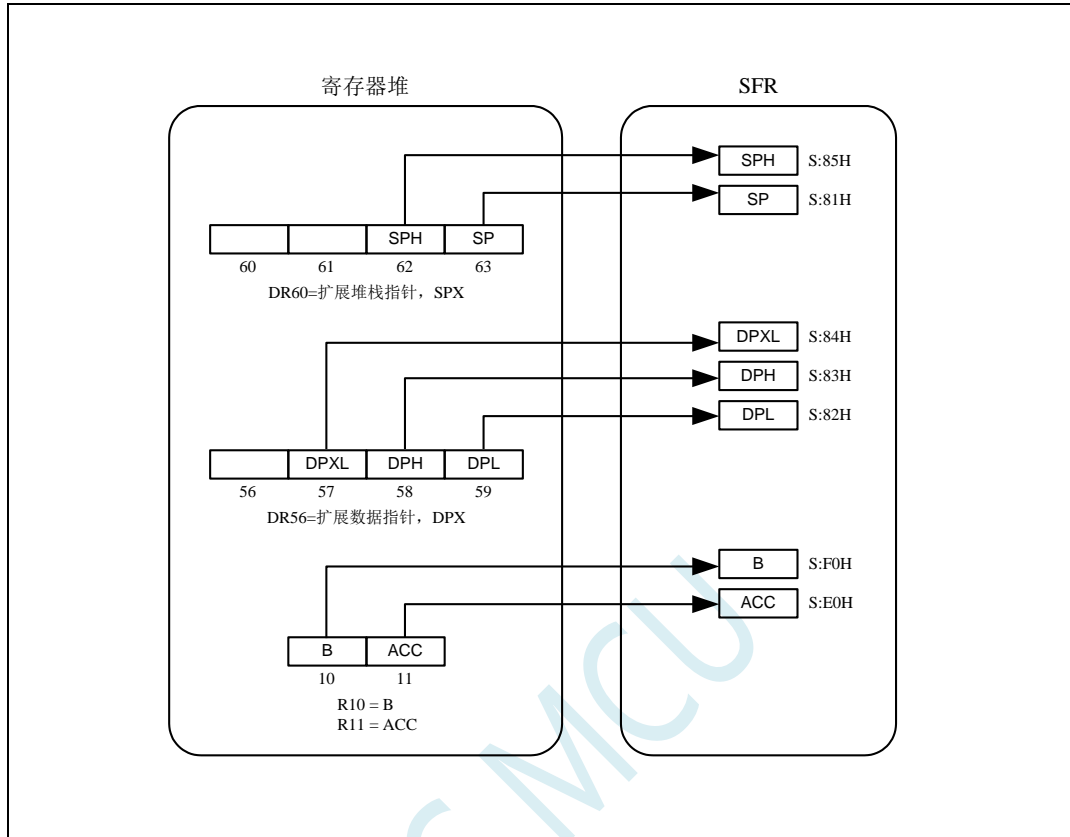 寄存器堆
SFR
SPH S:85H
SP S:81H
SPH SP
60 61 62 63
DR60=扩展堆栈指针，SPX
DPXL S:84H
DPH S:83H
DPL S:82H
DPXL DPH DPL
56 57 58 59
DR56=扩展数据指针，DPX
B S:F0H
ACC S:E0H
B ACC
10 11
R10 = B
R11 = ACC
MCU